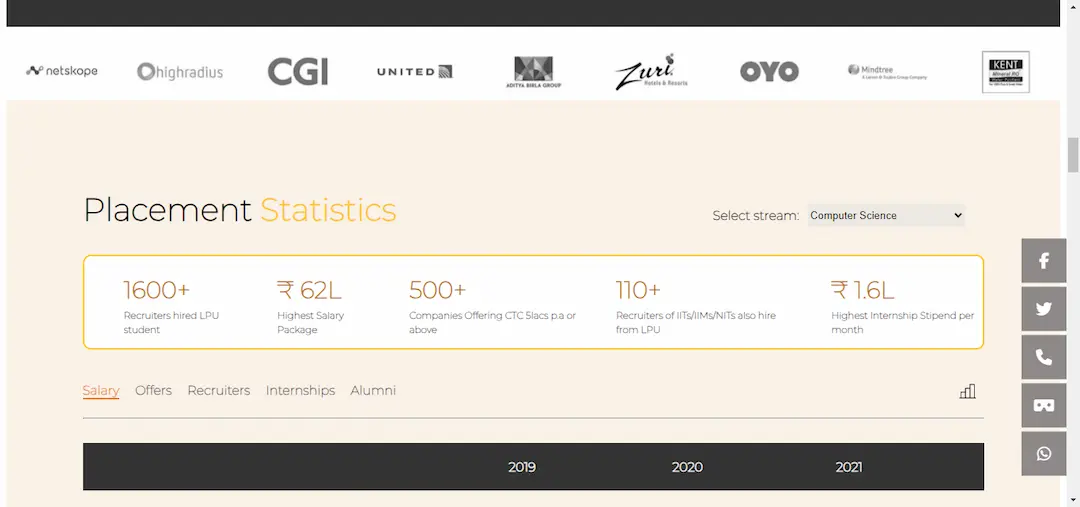 netskope
highradius
CGI
UNITED
ADITYA BIRLA GROUP
Zuri
Hotels & Resorts
OYO
Mindtree
A Larsen & Toubro Group Company
KENT
Mineral RO
Placement Statistics
Select stream: Computer Science
1600+
Recruiters hired LPU
student
₹ 62L
Highest Salary
Package
500+
Companies Offering CTC 5lacs p.a or
above
110+
Recruiters of IITs/IIMs/NITs also hire
from LPU
₹ 1.6L
Highest Internship Stipend per
month
Salary Offers Recruiters Internships Alumni
2019 2020 2021